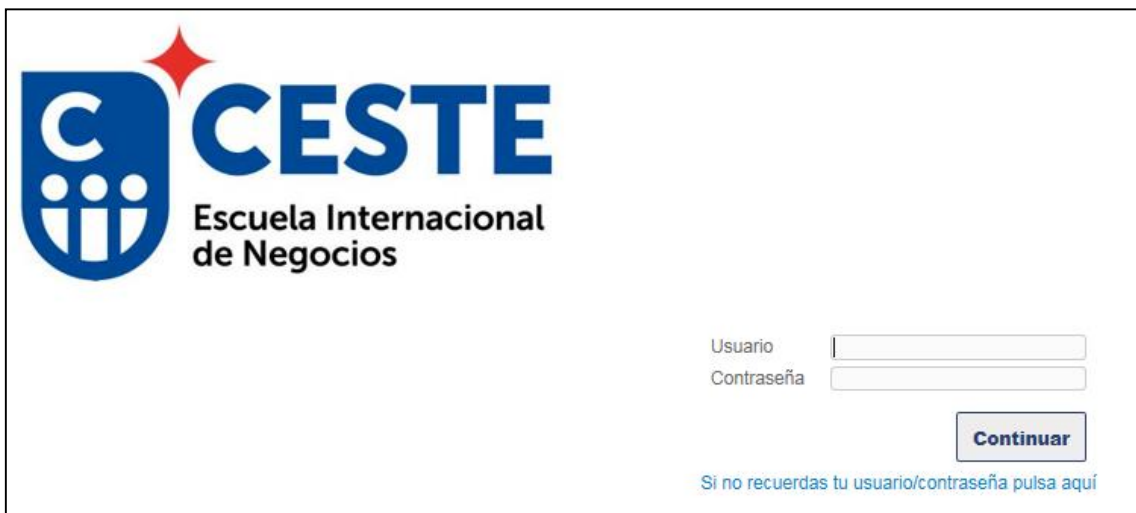 C
CESTE
Escuela Internacional
de Negocios
Usuario
Contraseña
Continuar
Si no recuerdas tu usuario/contraseña pulsa aquí